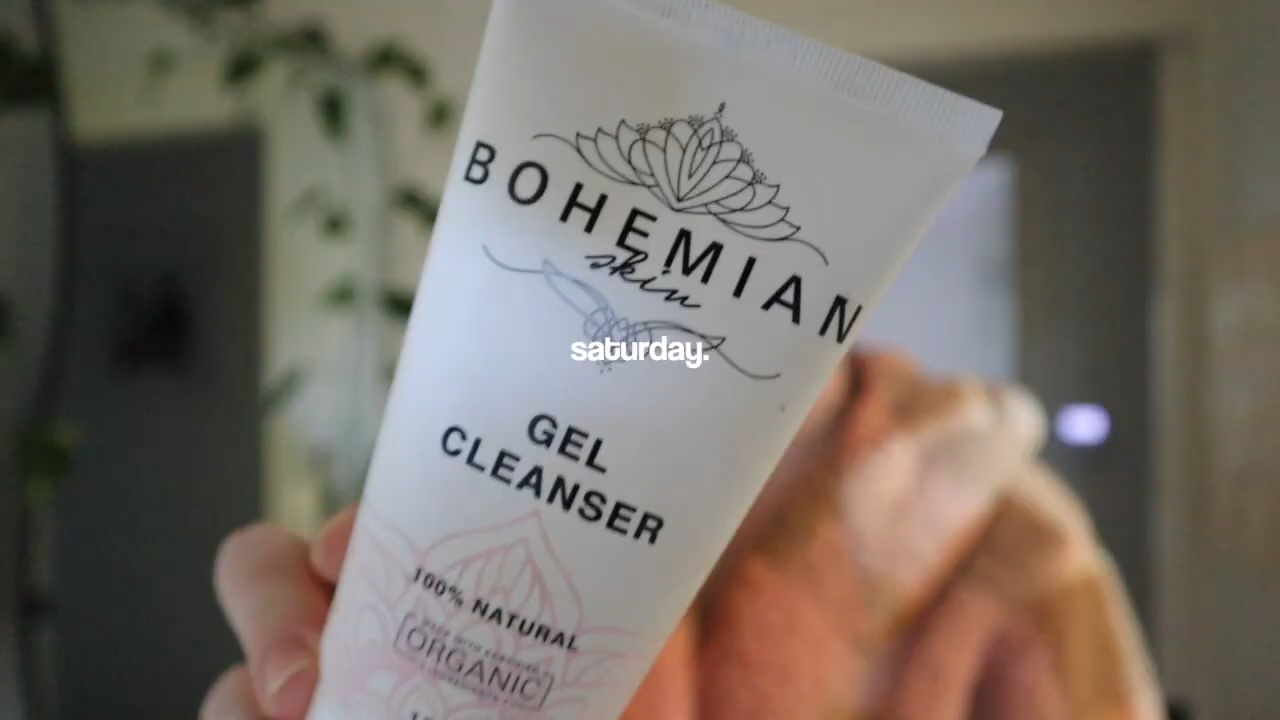 BOHEMIAN
skin
saturday.
GEL
CLEANSER
100% NATURAL
ORGANIC